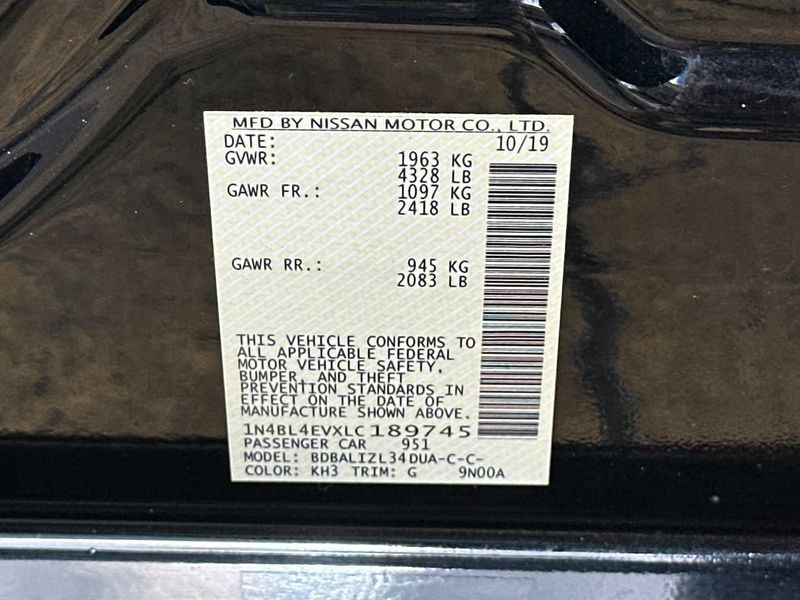 MFD BY NISSAN MOTOR CO., LTD.
DATE: 10/19
GVWR: 1963 KG
4328 LB
GAWR FR.: 1097 KG
2418 LB
GAWR RR.: 945 KG
2083 LB
THIS VEHICLE CONFORMS TO
ALL APPLICABLE FEDERAL
MOTOR VEHICLE SAFETY,
BUMPER, AND THEFT
PREVENTION STANDARDS IN
EFFECT ON THE DATE OF
MANUFACTURE SHOWN ABOVE.
1N4BL4EVXLC189745
PASSENGER CAR 951
MODEL: BDBALIZL34DUA-C-C-
COLOR: KH3 TRIM: G 9N00A